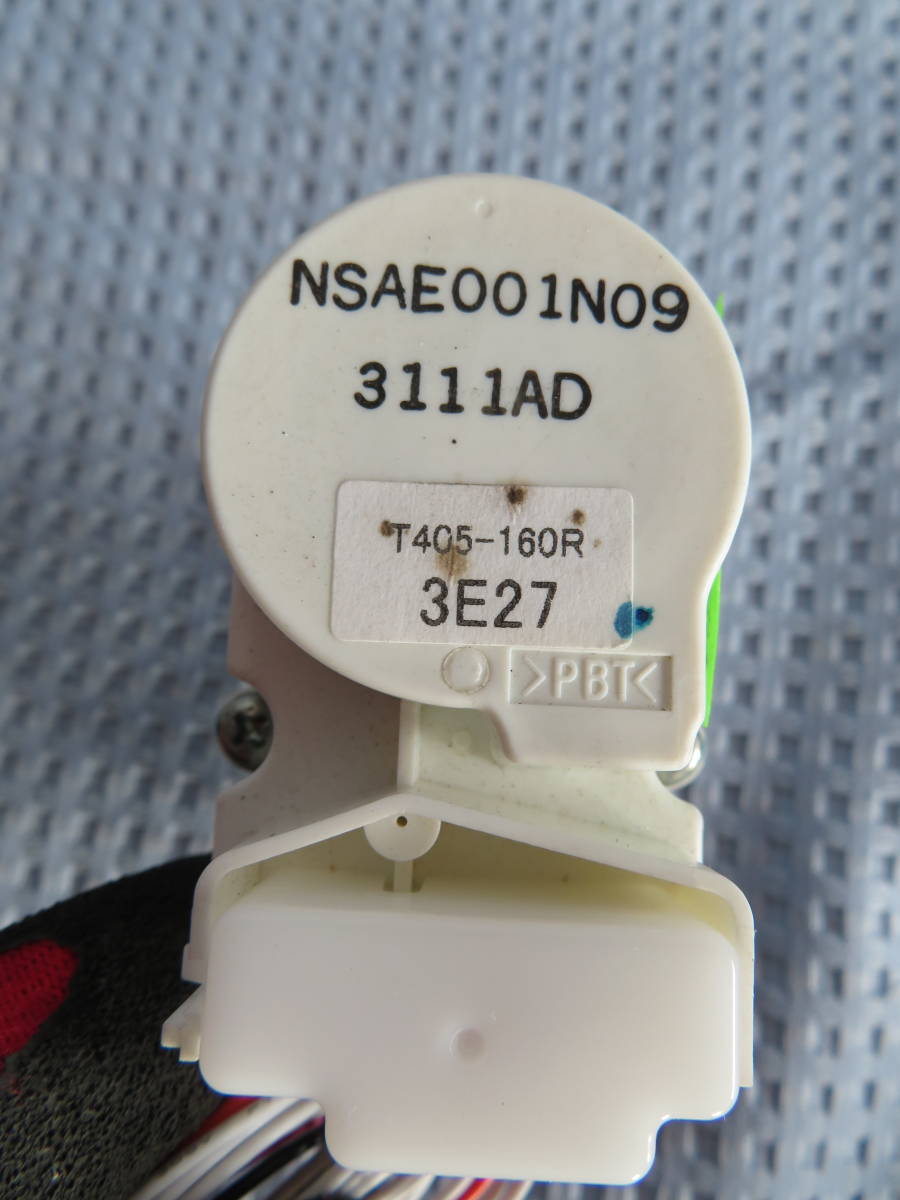 NSAE001N09
3111AD
T405-160R
3E27
>PBT<